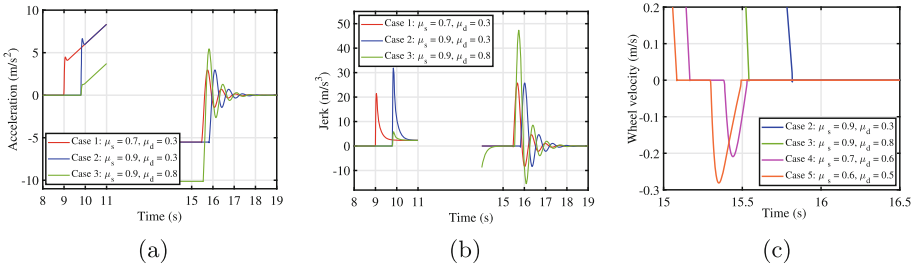 Acceleration (m/s²)
10
5
0
-5
-10
Case 1: μs = 0.7, μd = 0.3
Case 2: μs = 0.9, μd = 0.3
Case 3: μs = 0.9, μd = 0.8
8 9 10 11 15 16 17 18 19
Time (s)
(a)
Jerk (m/s³)
50
40
30
20
10
0
-10
Case 1: μs = 0.7, μd = 0.3
Case 2: μs = 0.9, μd = 0.3
Case 3: μs = 0.9, μd = 0.8
8 9 10 11 15 16 17 18 19
Time (s)
(b)
Wheel velocity (m/s)
0.2
0.1
0
-0.1
-0.2
-0.3
Case 2: μs = 0.9, μd = 0.3
Case 3: μs = 0.9, μd = 0.8
Case 4: μs = 0.7, μd = 0.6
Case 5: μs = 0.6, μd = 0.5
15 15.5 16 16.5
Time (s)
(c)